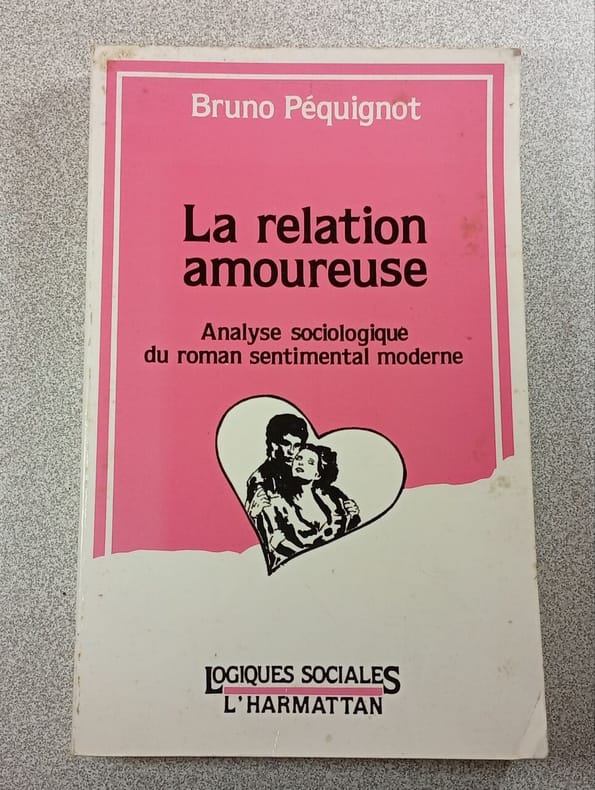 Bruno Péquignot
La relation
amoureuse
Analyse sociologique
du roman sentimental moderne
LOGIQUES SOCIALES
L'HARMATTAN